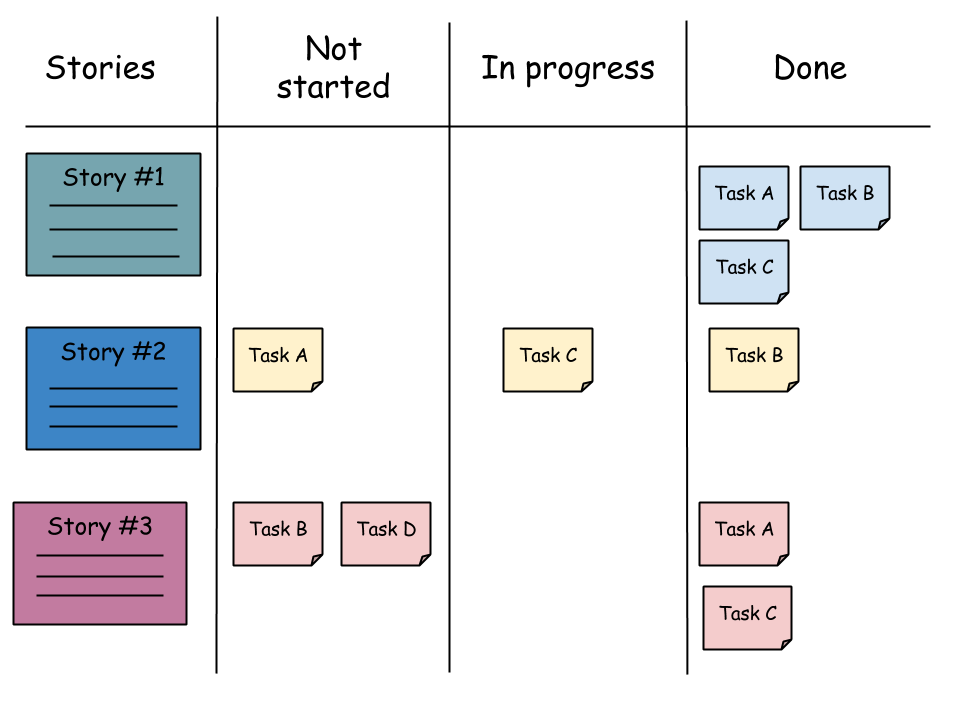 Stories
Not
started
In progress
Done
Story #1
Task A
Task B
Task C
Story #2
Task A
Task C
Task B
Story #3
Task B
Task D
Task A
Task C